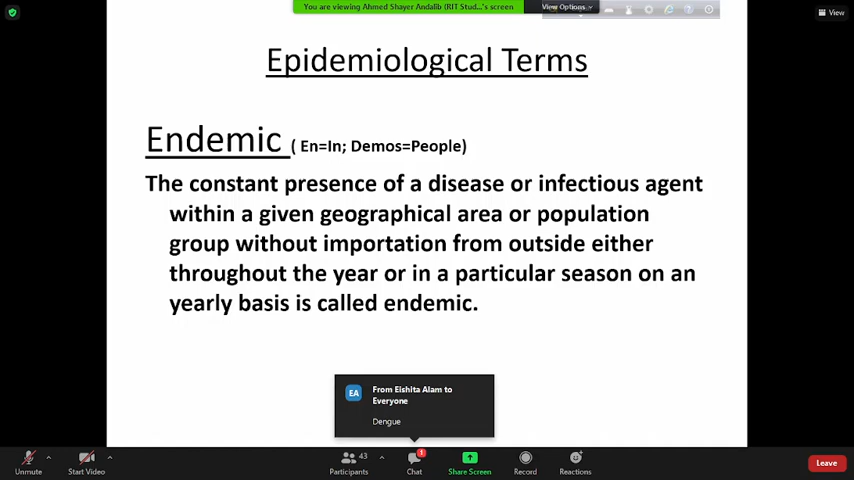 You are viewing Ahmed Shayer Andalib (RIT Stud..'s screen
View Options
View
Epidemiological Terms
Endemic ( En=In; Demos=People)
The constant presence of a disease or infectious agent
within a given geographical area or population
group without importation from outside either
throughout the year or in a particular season on an
yearly basis is called endemic.
EA
From Eishita Alam to
Everyone
Dengue
Unmute
Start Video
43
Participants
1
Chat
Share Screen
Record
Reactions
Leave